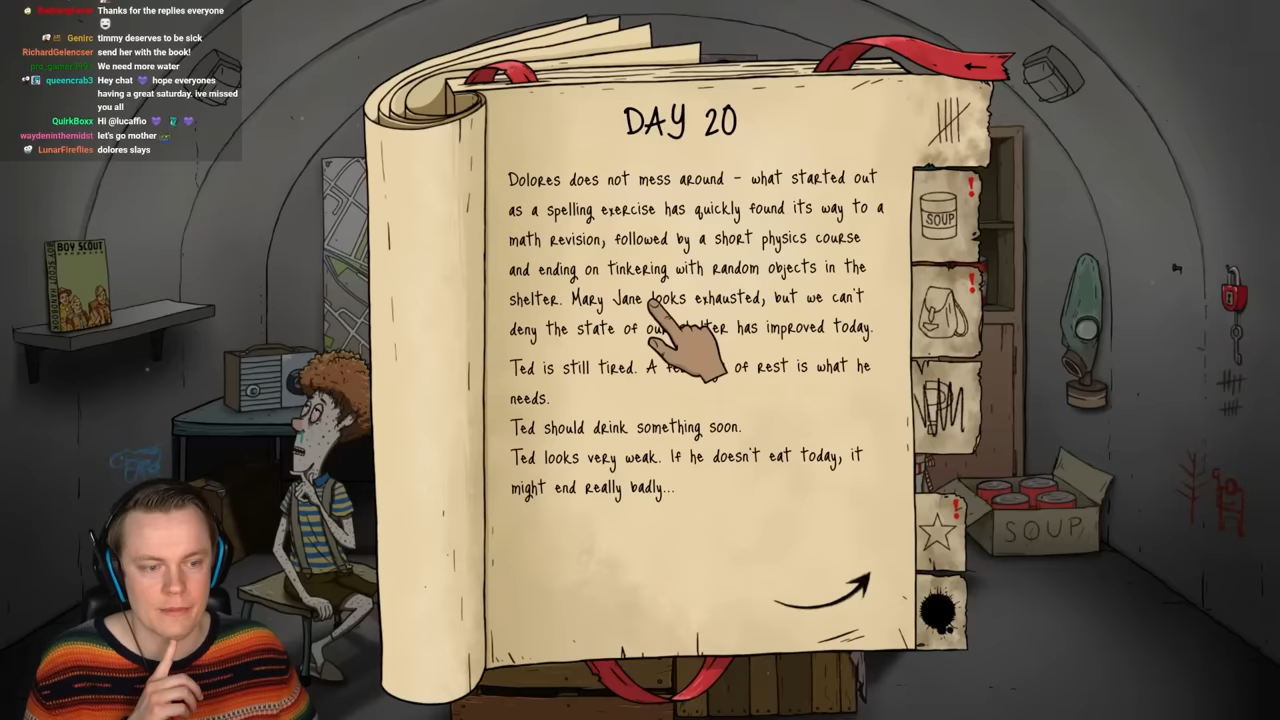 Thanks for the replies everyone
Genirc timmy deserves to be sick
RichardGelencser send her with the book!
We need more water
queencrab3 Hey chat hope everyones
having a great saturday. ive missed
you all
QuirkBoxx Hi @lucaffio
waydeninthemidst let's go mother
LunarFireflies dolores slays
DAY 20
Dolores does not mess around - what started out
as a spelling exercise has quickly found its way to a
math revision, followed by a short physics course
and ending on tinkering with random objects in the
shelter. Mary Jane looks exhausted, but we can't
deny the state of our shelter has improved today.
Ted is still tired. A of rest is what he
needs.
Ted should drink something soon.
Ted looks very weak. If he doesn't eat today, it
might end really badly...
SOUP
BOY SCOUT
HANDBOOK
SOUP